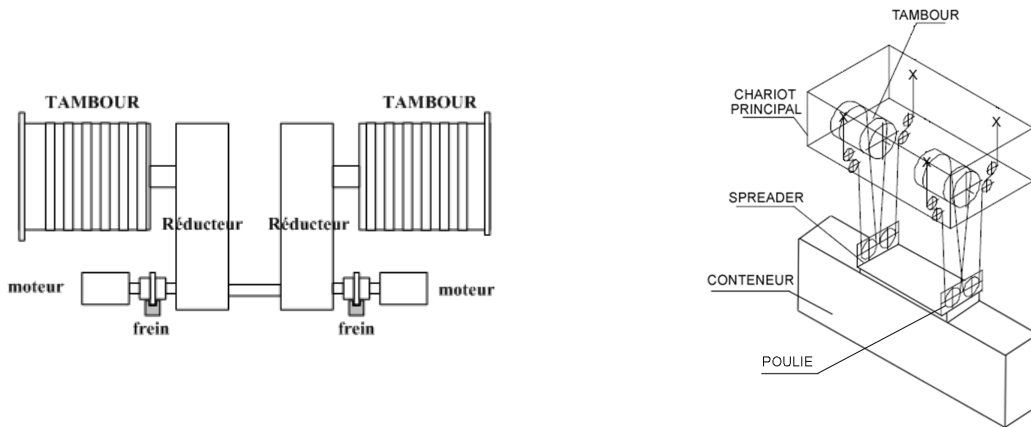 TAMBOUR
TAMBOUR
Réducteur
Réducteur
moteur
moteur
frein
frein
TAMBOUR
CHARIOT
PRINCIPAL
X
X
X
X
SPREADER
CONTENEUR
POULIE